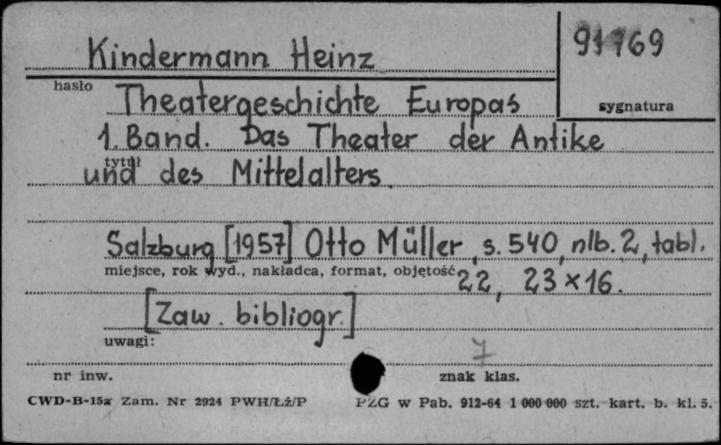 Kindermann Heinz
91769
hasło
sygnatura
Theatergeschichte Europas
1. Band. Das Theater der Antike
tytuł
und des Mittelalters.
Salzburg [1957] Otto Müller, s. 540, nlb. 2, tabl.
miejsce, rok wyd., nakładca, format, objętość
22, 23×16.
[Zaw. bibliogr.]
uwagi:
7
nr inw.
znak klas.
CWD-B-15a Zam. Nr 2924 PWH/Łż/P PZG w Pab. 912-64 1 000 000 szt. kart. b. kl. 5.